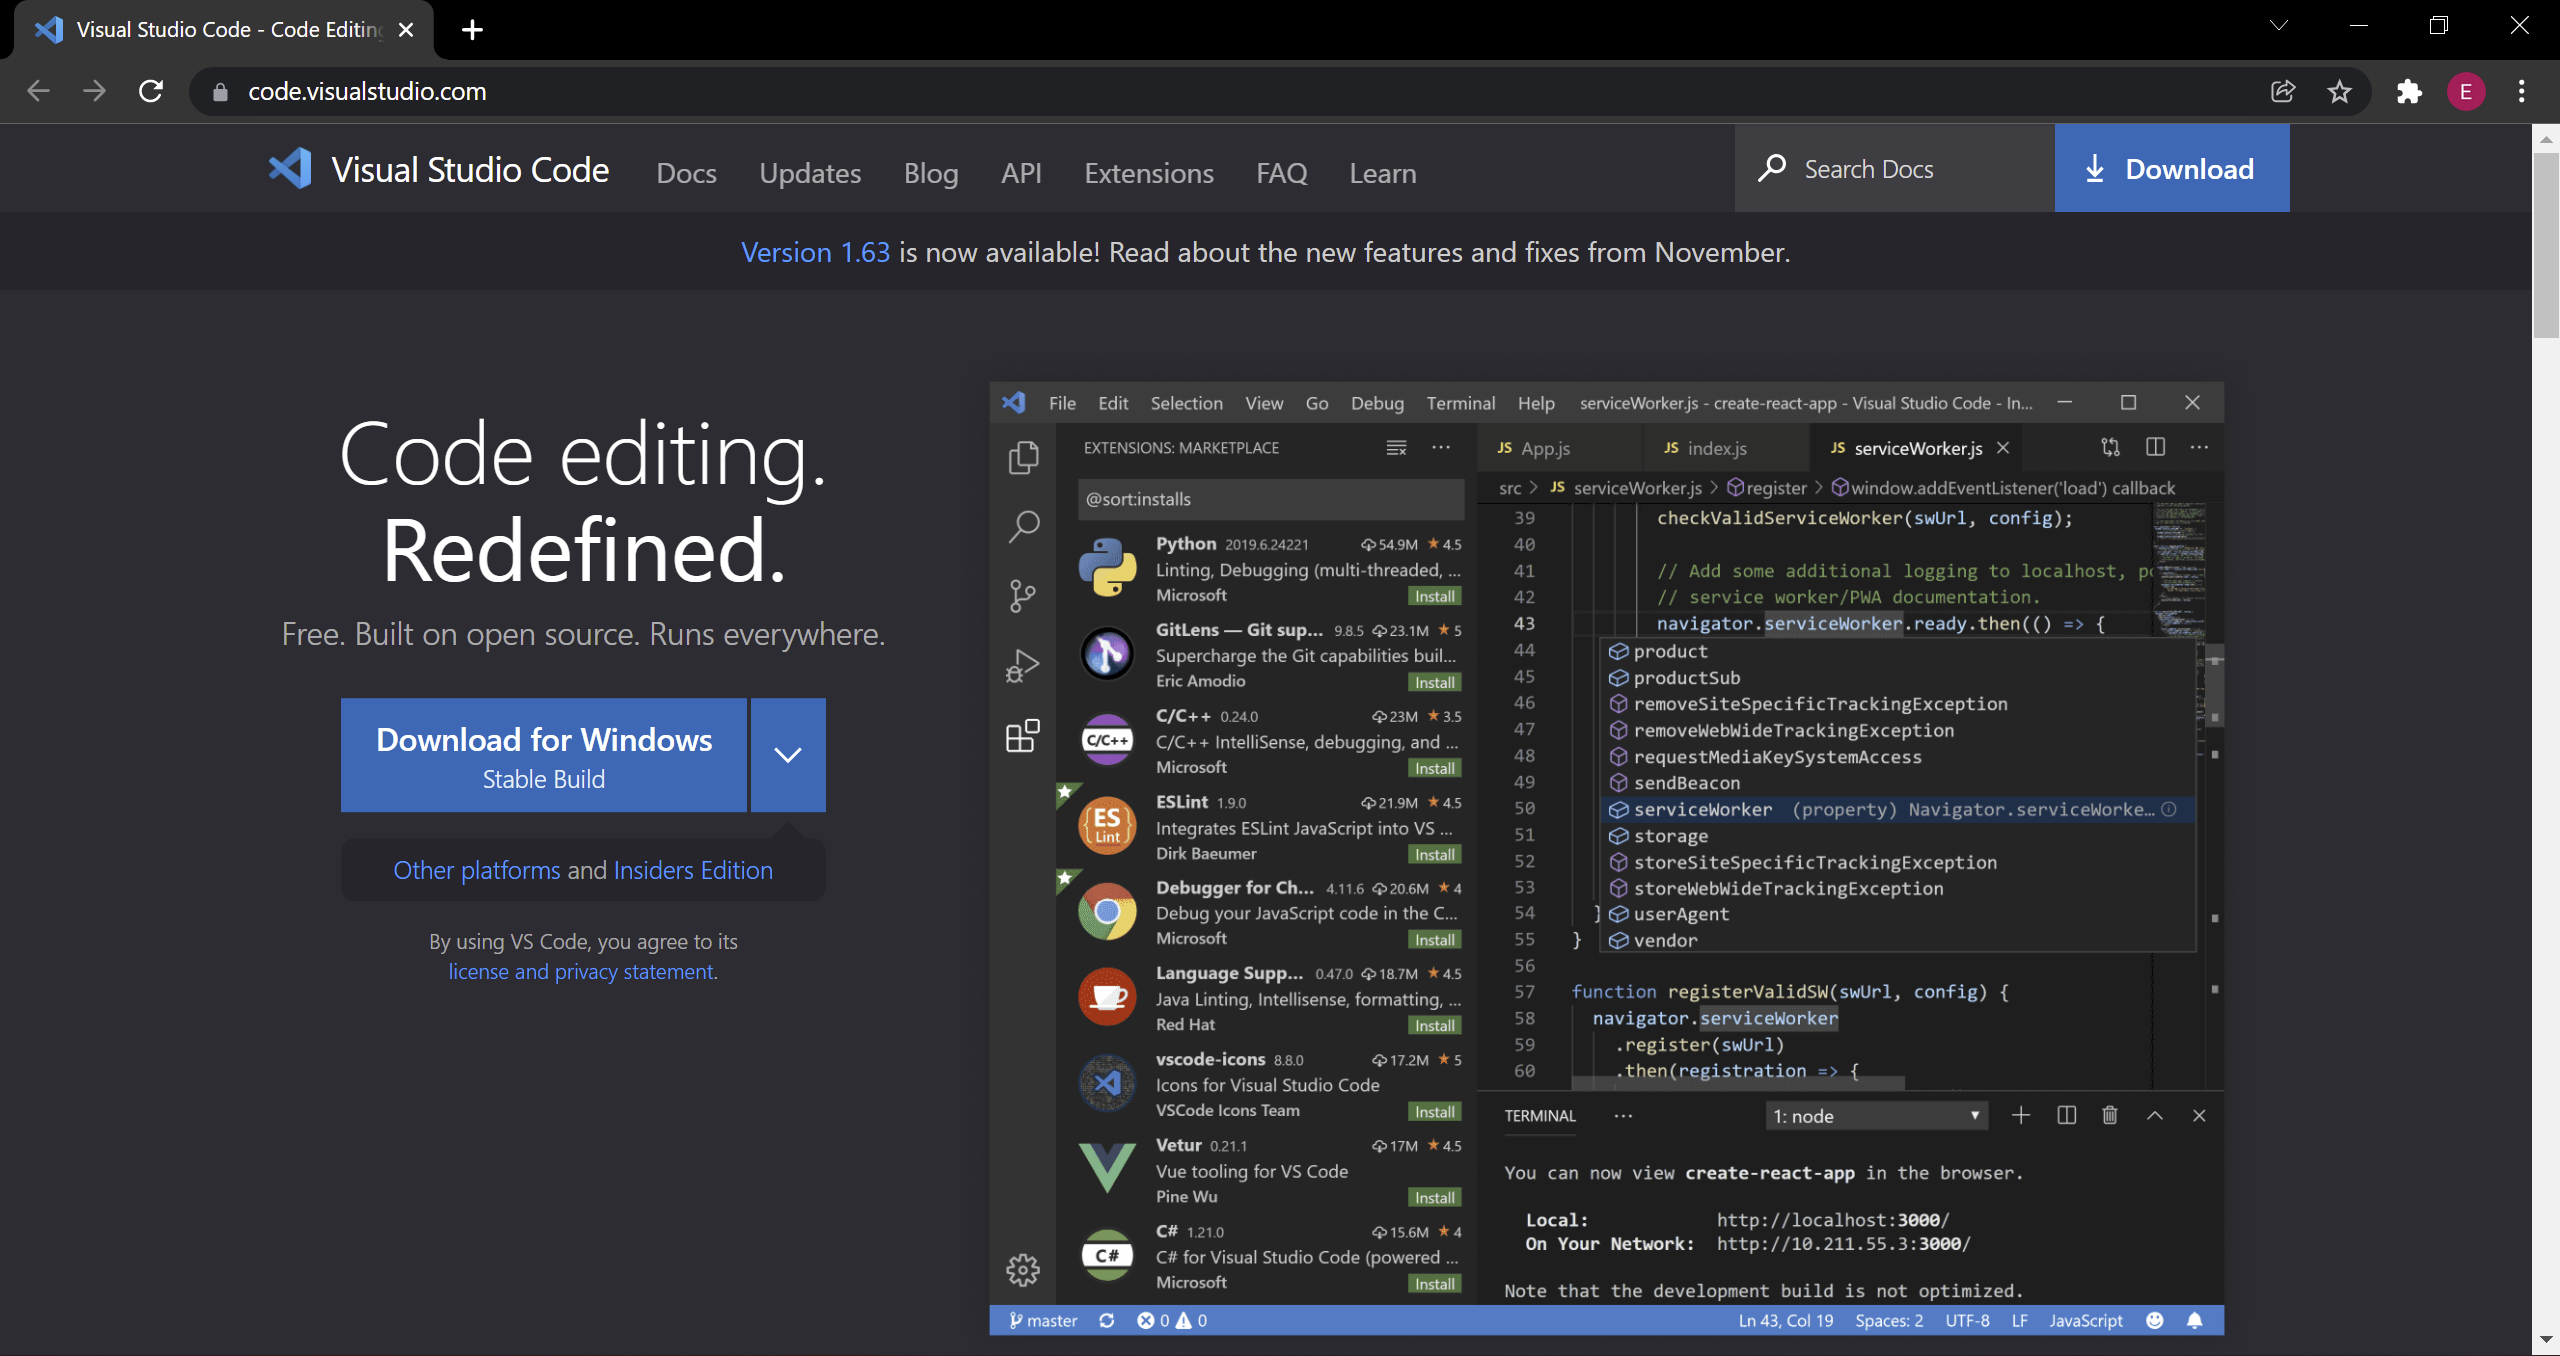 Visual Studio Code - Code Editing
code.visualstudio.com
E
Visual Studio Code
Docs
Updates
Blog
API
Extensions
FAQ
Learn
Search Docs
Download
Version 1.63 is now available! Read about the new features and fixes from November.
Code editing.
Redefined.
Free. Built on open source. Runs everywhere.
Download for Windows
Stable Build
Other platforms and Insiders Edition
By using VS Code, you agree to its
license and privacy statement.
File Edit Selection View Go Debug Terminal Help serviceWorker.js - create-react-app - Visual Studio Code - In...
EXTENSIONS: MARKETPLACE
@sort:installs
Python 2019.6.24221 54.9M ★ 4.5
Linting, Debugging (multi-threaded, ...
Microsoft Install
GitLens — Git sup... 9.8.5 23.1M ★ 5
Supercharge the Git capabilities buil...
Eric Amodio Install
C/C++
C/C++ 0.24.0 23M ★ 3.5
C/C++ IntelliSense, debugging, and ...
Microsoft Install
ES
Lint
ESLint 1.9.0 21.9M ★ 4.5
Integrates ESLint JavaScript into VS ...
Dirk Baeumer Install
Debugger for Ch... 4.11.6 20.6M ★ 4
Debug your JavaScript code in the C...
Microsoft Install
Language Supp... 0.47.0 18.7M ★ 4.5
Java Linting, Intellisense, formatting, ...
Red Hat Install
vscode-icons 8.8.0 17.2M ★ 5
Icons for Visual Studio Code
VSCode Icons Team Install
Vetur 0.21.1 17M ★ 4.5
Vue tooling for VS Code
Pine Wu Install
C#
C# 1.21.0 15.6M ★ 4
C# for Visual Studio Code (powered ...
Microsoft Install
JS App.js
JS index.js
JS serviceWorker.js
src > JS serviceWorker.js > register > window.addEventListener('load') callback
39 checkValidServiceWorker(swUrl, config);
40
41 // Add some additional logging to localhost, po
42 // service worker/PWA documentation.
43 navigator.serviceWorker.ready.then(() => {
44 product
45 productSub
46 removeSiteSpecificTrackingException
47 removeWebWideTrackingException
48 requestMediaKeySystemAccess
49 sendBeacon
50 serviceWorker (property) Navigator.serviceWorke...
51 storage
52 storeSiteSpecificTrackingException
53 storeWebWideTrackingException
54 } userAgent
55 } vendor
56
57 function registerValidSW(swUrl, config) {
58 navigator.serviceWorker
59 .register(swUrl)
60 .then(registration => {
TERMINAL ... 1: node
You can now view create-react-app in the browser.
Local: http://localhost:3000/
On Your Network: http://10.211.55.3:3000/
Note that the development build is not optimized.
master 0 0 Ln 43, Col 19 Spaces: 2 UTF-8 LF JavaScript